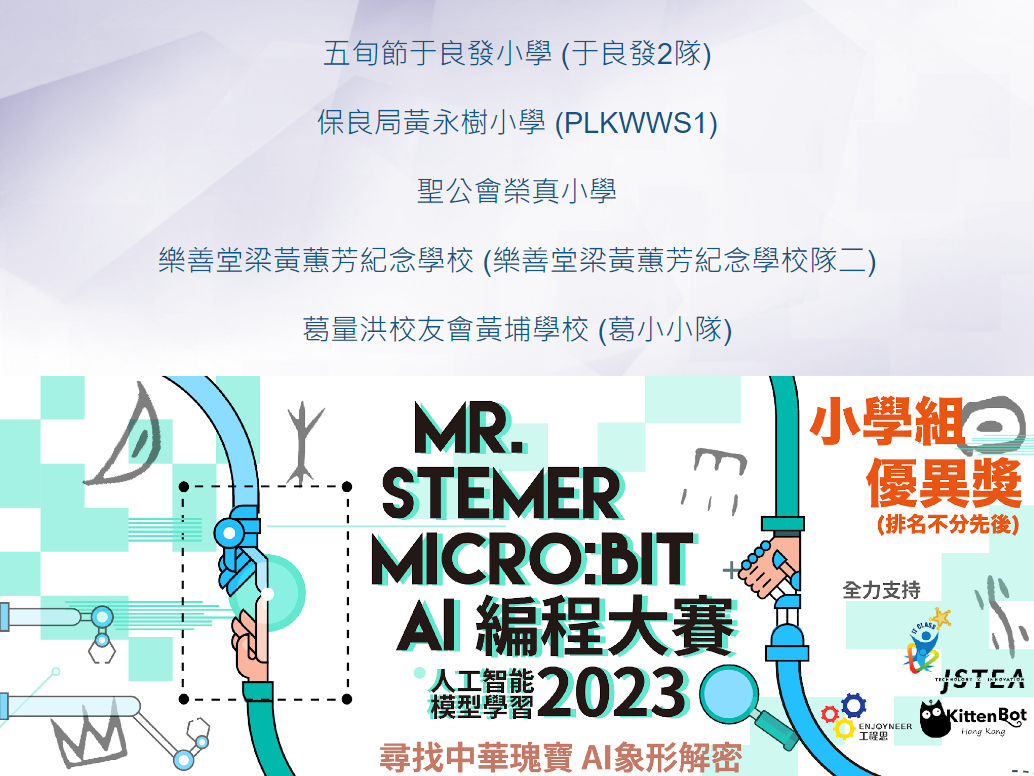 五旬節于良發小學 (于良發2隊)
保良局黃永樹小學 (PLKWWS1)
聖公會榮真小學
樂善堂梁黃蕙芳紀念學校 (樂善堂梁黃蕙芳紀念學校隊二)
葛量洪校友會黃埔學校 (葛小小隊)
MR.
STEMER
MICRO:BIT
AI 編程大賽
人工智能
模型學習
2023
尋找中華瑰寶 AI象形解密
小學組
優異獎
(排名不分先後)
全力支持
IT CLASS
JSTEA
TECHNOLOGY & INNOVATION
ENJOYNEER
工程思
KittenBot
Hong Kong